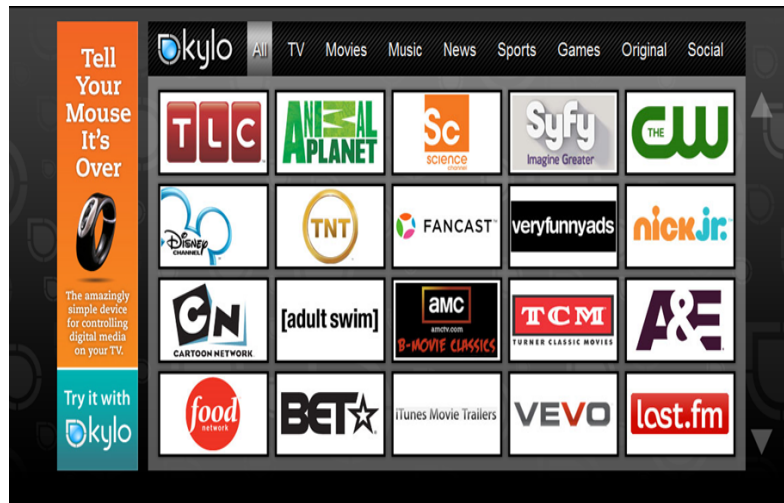 Tell
Your
Mouse
It's
Over
The amazingly
simple device
for controlling
digital media
on your TV.
Try it with
kylo
kylo All TV Movies Music News Sports Games Original Social
TLC
ANIMAL
PLANET
Sc
science
channel
Syfy
Imagine Greater
THE CW
Disney
CHANNEL
TNT
FANCAST
veryfunnyads
nick jr.
CN
CARTOON NETWORK
[adult swim]
amc
amctv.com
B-MOVIE CLASSICS
TCM
TURNER CLASSIC MOVIES
A&E
food
network
BET
iTunes Movie Trailers
VEVO
last.fm